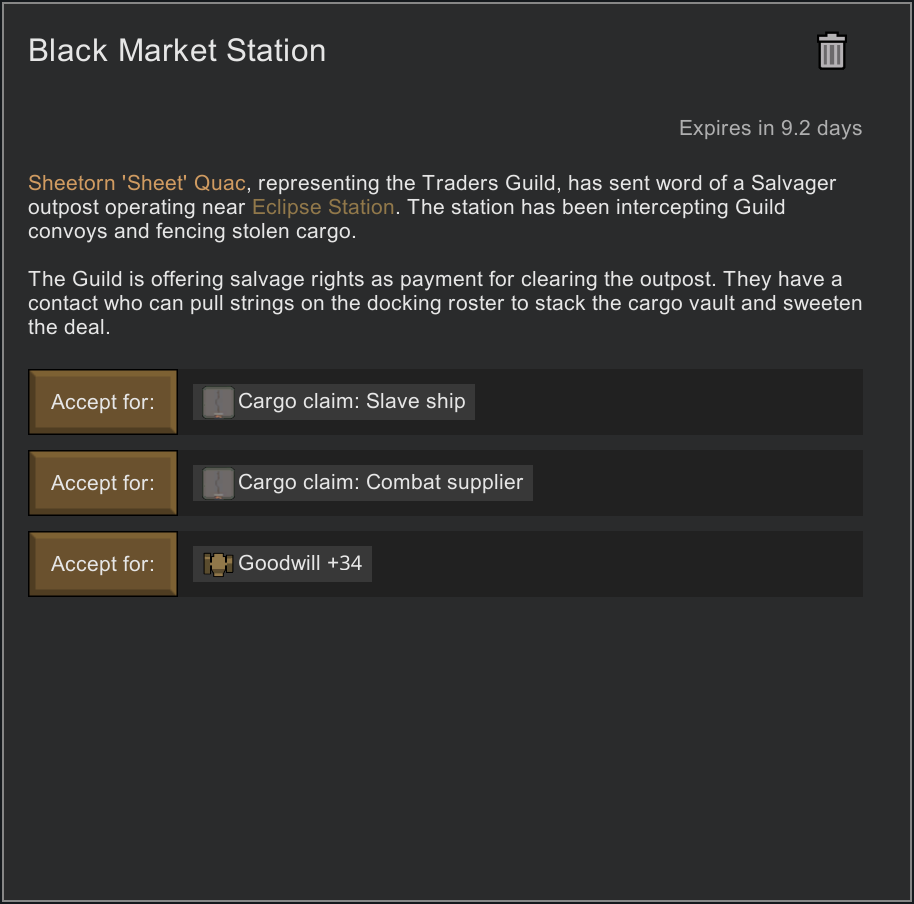 Black Market Station
Expires in 9.2 days
Sheetorn 'Sheet' Quac, representing the Traders Guild, has sent word of a Salvager
outpost operating near Eclipse Station. The station has been intercepting Guild
convoys and fencing stolen cargo.
The Guild is offering salvage rights as payment for clearing the outpost. They have a
contact who can pull strings on the docking roster to stack the cargo vault and sweeten
the deal.
Accept for: Cargo claim: Slave ship
Accept for: Cargo claim: Combat supplier
Accept for: Goodwill +34